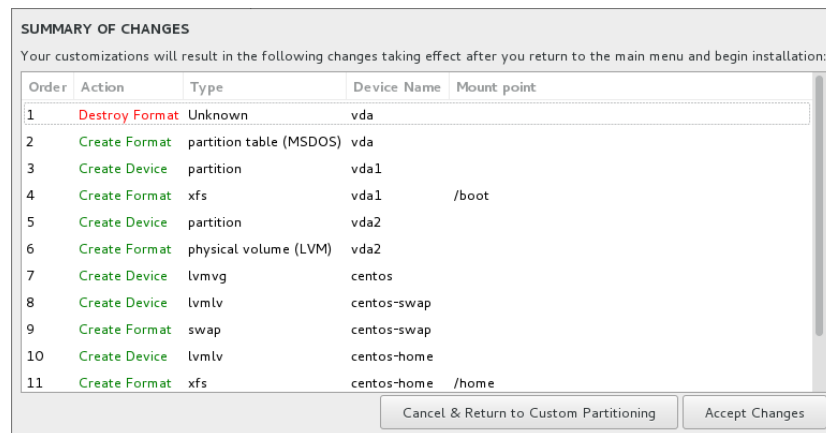 SUMMARY OF CHANGES
Your customizations will result in the following changes taking effect after you return to the main menu and begin installation:
Order Action Type Device Name Mount point
1 Destroy Format Unknown vda
2 Create Format partition table (MSDOS) vda
3 Create Device partition vda1
4 Create Format xfs vda1 /boot
5 Create Device partition vda2
6 Create Format physical volume (LVM) vda2
7 Create Device lvmvg centos
8 Create Device lvmlv centos-swap
9 Create Format swap centos-swap
10 Create Device lvmlv centos-home
11 Create Format xfs centos-home /home
Cancel & Return to Custom Partitioning Accept Changes